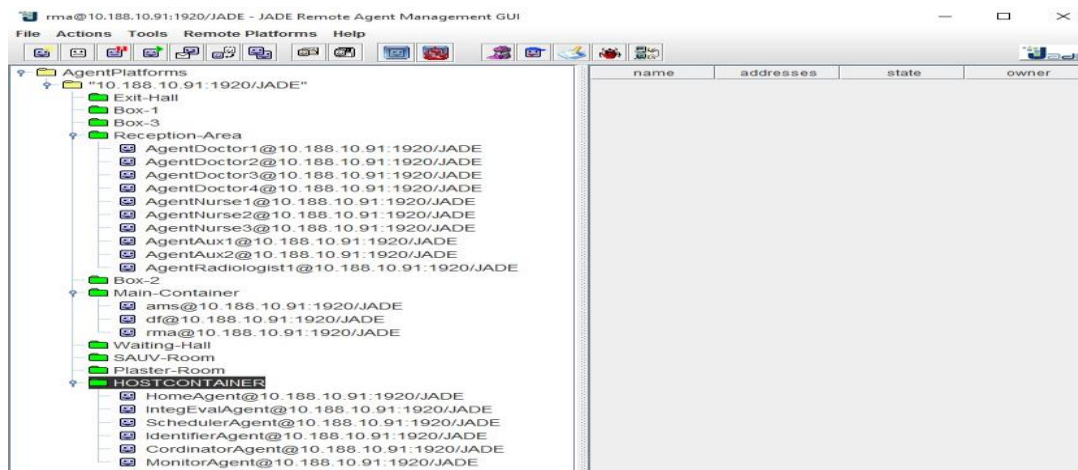 rma@10.188.10.91:1920/JADE - JADE Remote Agent Management GUI
File Actions Tools Remote Platforms Help
AgentPlatforms
"10.188.10.91:1920/JADE"
Exit-Hall
Box-1
Box-3
Reception-Area
AgentDoctor1@10.188.10.91:1920/JADE
AgentDoctor2@10.188.10.91:1920/JADE
AgentDoctor3@10.188.10.91:1920/JADE
AgentDoctor4@10.188.10.91:1920/JADE
AgentNurse1@10.188.10.91:1920/JADE
AgentNurse2@10.188.10.91:1920/JADE
AgentNurse3@10.188.10.91:1920/JADE
AgentAux1@10.188.10.91:1920/JADE
AgentAux2@10.188.10.91:1920/JADE
AgentRadiologist1@10.188.10.91:1920/JADE
Box-2
Main-Container
ams@10.188.10.91:1920/JADE
df@10.188.10.91:1920/JADE
rma@10.188.10.91:1920/JADE
Waiting-Hall
SAUV-Room
Plaster-Room
HOSTCONTAINER
HomeAgent@10.188.10.91:1920/JADE
IntegEvalAgent@10.188.10.91:1920/JADE
SchedulerAgent@10.188.10.91:1920/JADE
IdentifierAgent@10.188.10.91:1920/JADE
CordinatorAgent@10.188.10.91:1920/JADE
MonitorAgent@10.188.10.91:1920/JADE
name addresses state owner